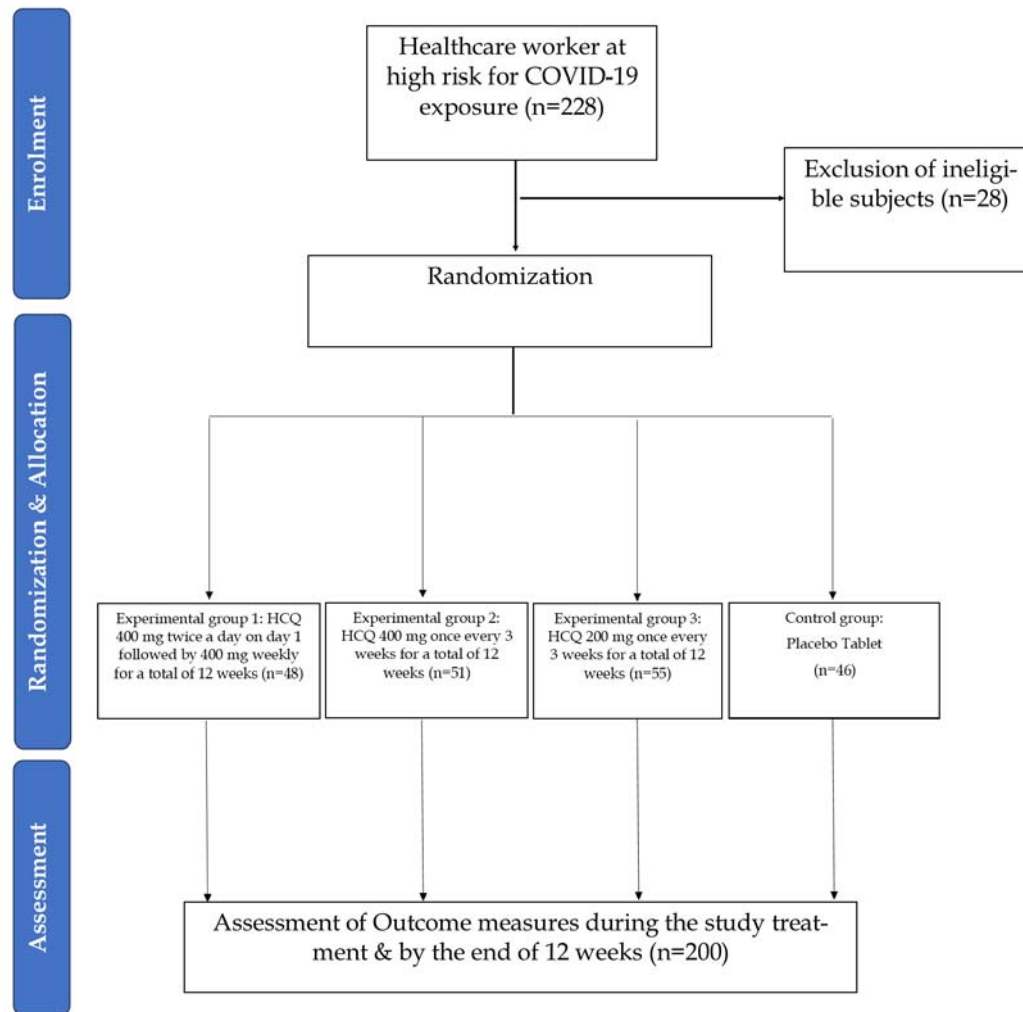 Enrolment
Healthcare worker at
high risk for COVID-19
exposure (n=228)
Exclusion of ineligi-
ble subjects (n=28)
Randomization
Randomization & Allocation
Experimental group 1: HCQ
400 mg twice a day on day 1
followed by 400 mg weekly
for a total of 12 weeks (n=48)
Experimental group 2:
HCQ 400 mg once every 3
weeks for a total of 12
weeks (n=51)
Experimental group 3:
HCQ 200 mg once every
3 weeks for a total of 12
weeks (n=55)
Control group:
Placebo Tablet
(n=46)
Assessment
Assessment of Outcome measures during the study treat-
ment & by the end of 12 weeks (n=200)